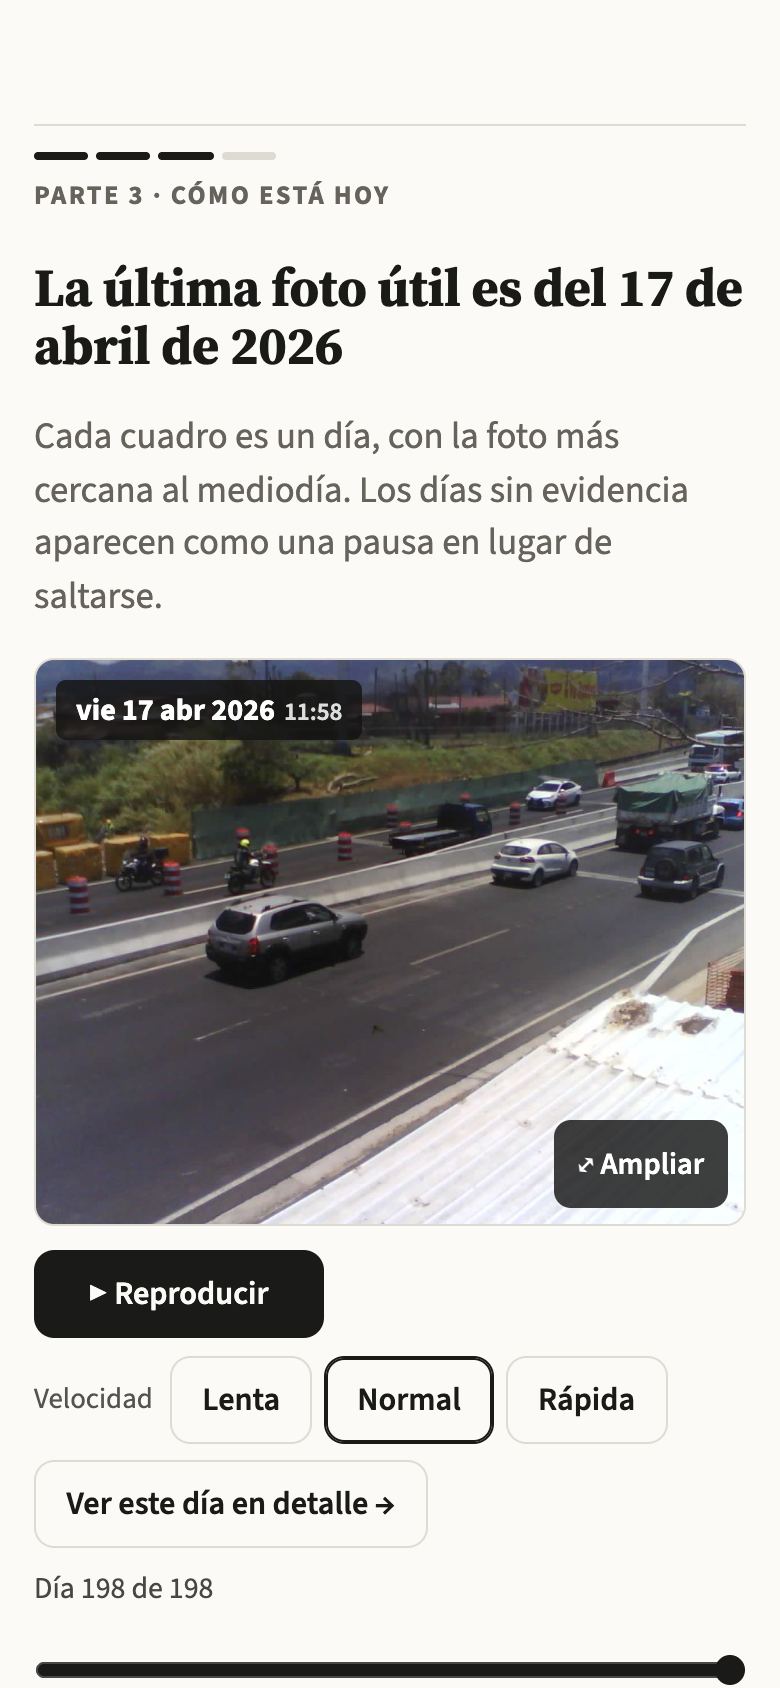 PARTE 3 · CÓMO ESTÁ HOY
La última foto útil es del 17 de
abril de 2026
Cada cuadro es un día, con la foto más
cercana al mediodía. Los días sin evidencia
aparecen como una pausa en lugar de
saltarse.
vie 17 abr 2026 11:58
⤢ Ampliar
▶ Reproducir
Velocidad Lenta Normal Rápida
Ver este día en detalle →
Día 198 de 198